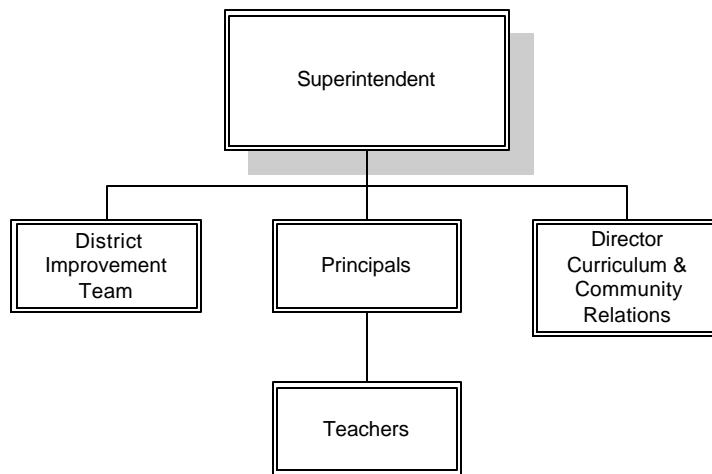 Superintendent
District
Improvement
Team
Principals
Director
Curriculum &
Community
Relations
Teachers